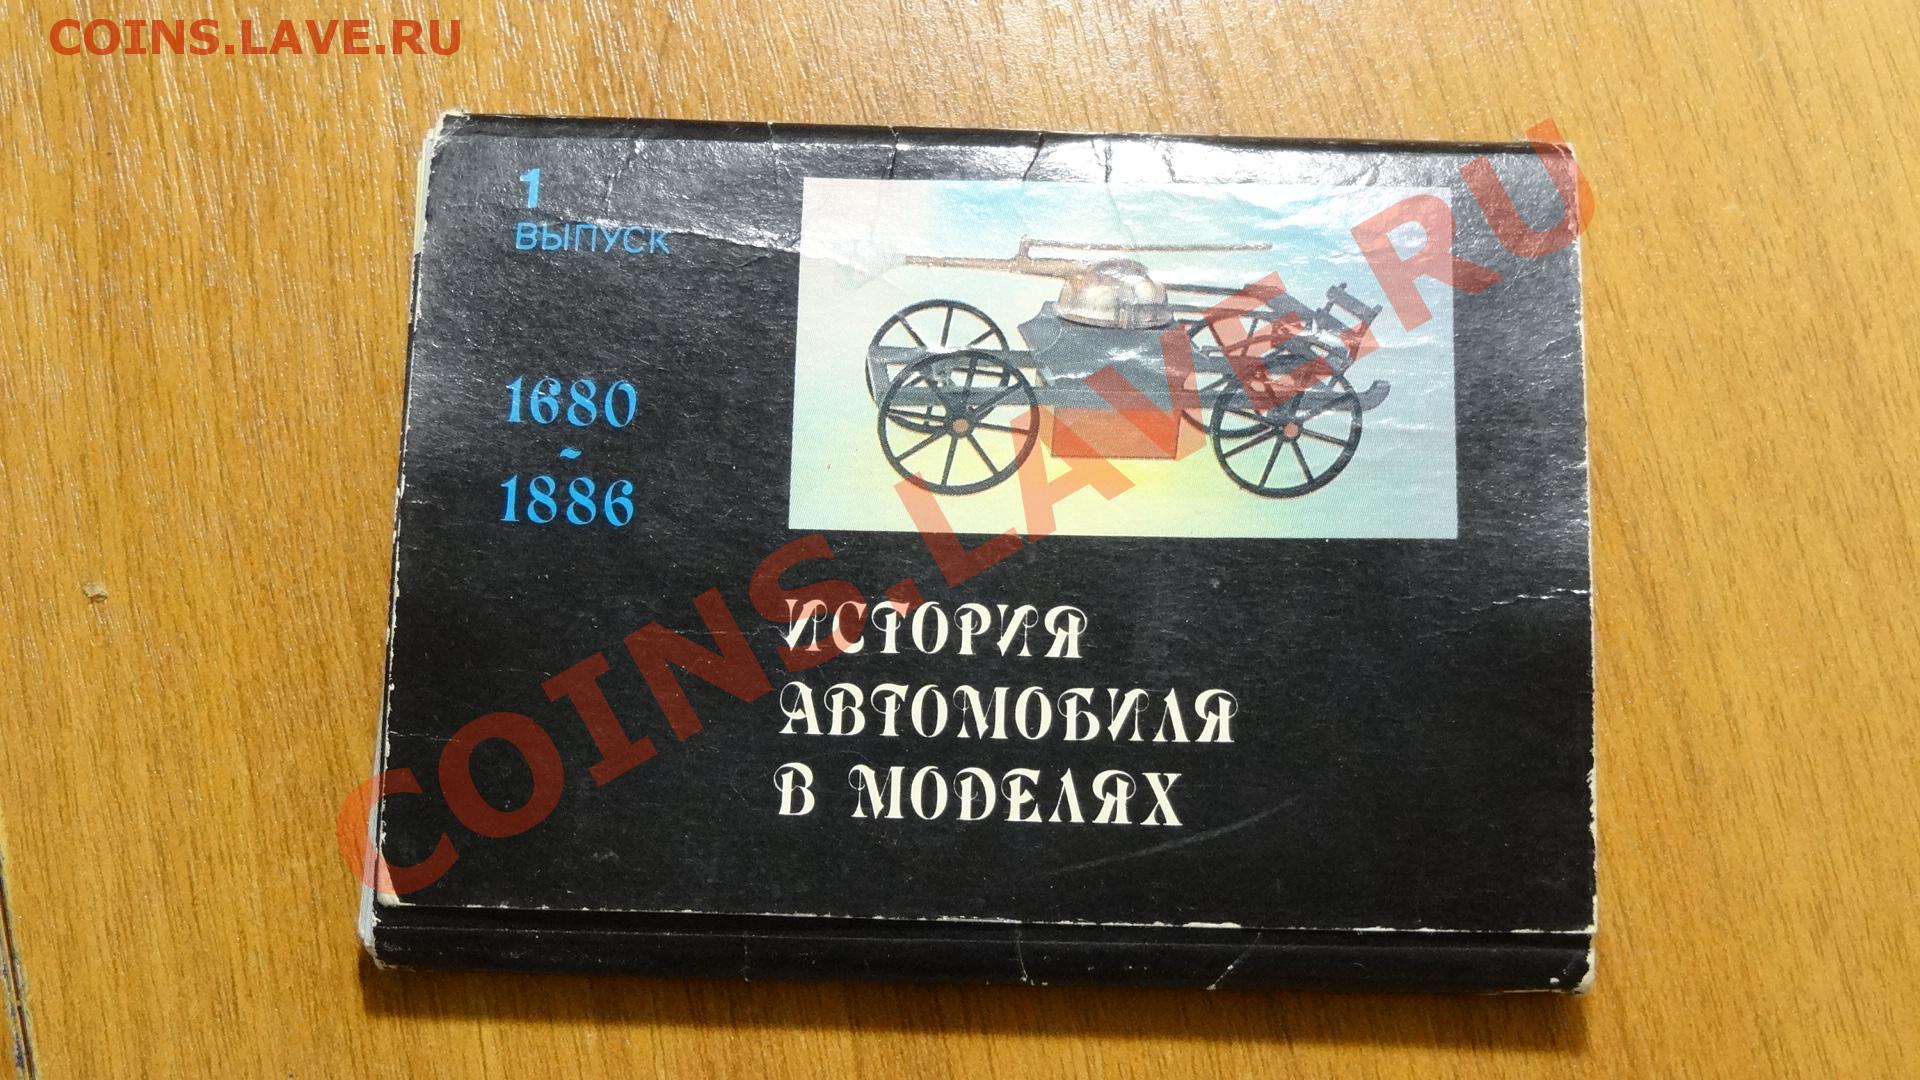 COINS.LAVE.RU
1
ВЫПУСК
1680
-
1886
ИСТОРИЯ
АВТОМОБИЛЯ
В МОДЕЛЯХ
COINS.LAVE.RU